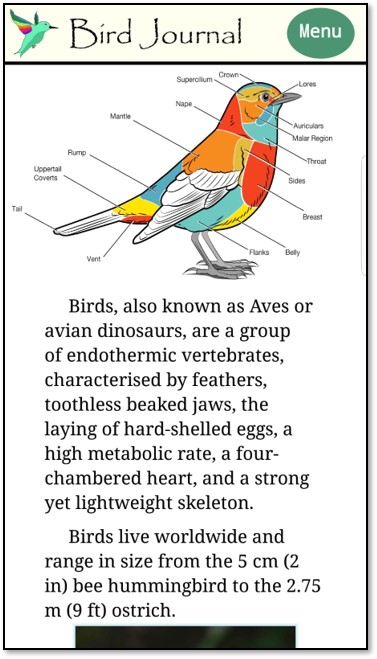 Bird Journal
Menu
Crown
Supercilium
Lores
Nape
Mantle
Auriculars
Malar Region
Rump
Throat
Uppertail
Coverts
Sides
Tail
Breast
Vent
Flanks
Belly
Birds, also known as Aves or
avian dinosaurs, are a group
of endothermic vertebrates,
characterised by feathers,
toothless beaked jaws, the
laying of hard-shelled eggs, a
high metabolic rate, a four-
chambered heart, and a strong
yet lightweight skeleton.
Birds live worldwide and
range in size from the 5 cm (2
in) bee hummingbird to the 2.75
m (9 ft) ostrich.